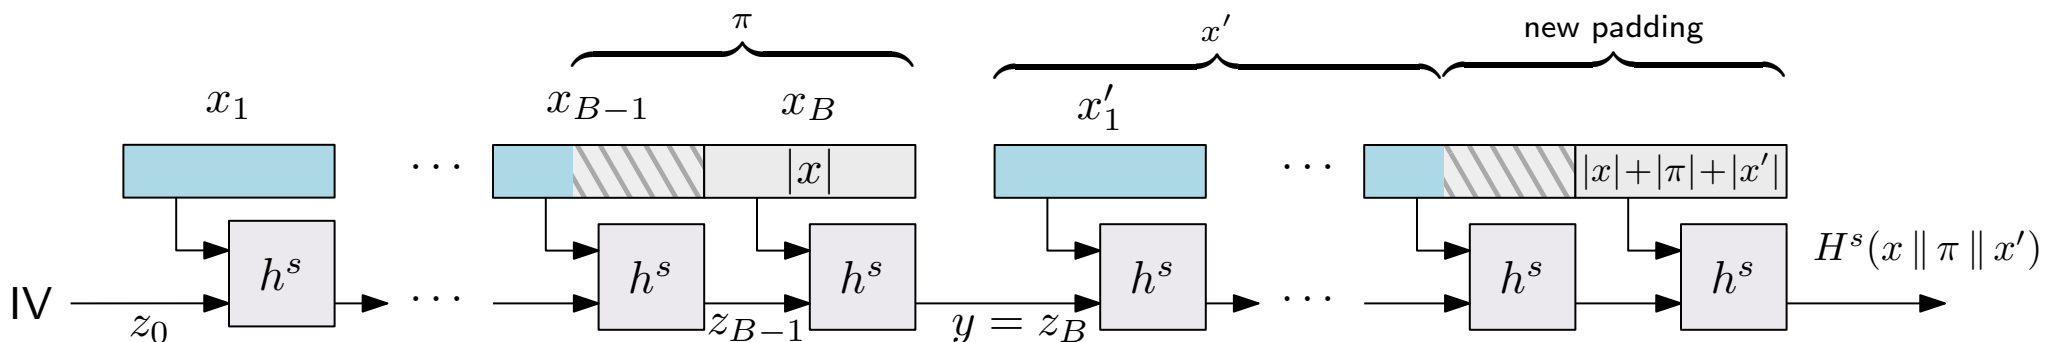 π
x′
new padding
x_1
x_{B−1}
x_B
x′_1
· · ·
|x|
· · ·
|x|+|π|+|x′|
h^s
h^s
h^s
h^s
h^s
h^s
H^s(x ∥ π ∥ x′)
IV
z_0
· · ·
z_{B−1}
y = z_B
· · ·